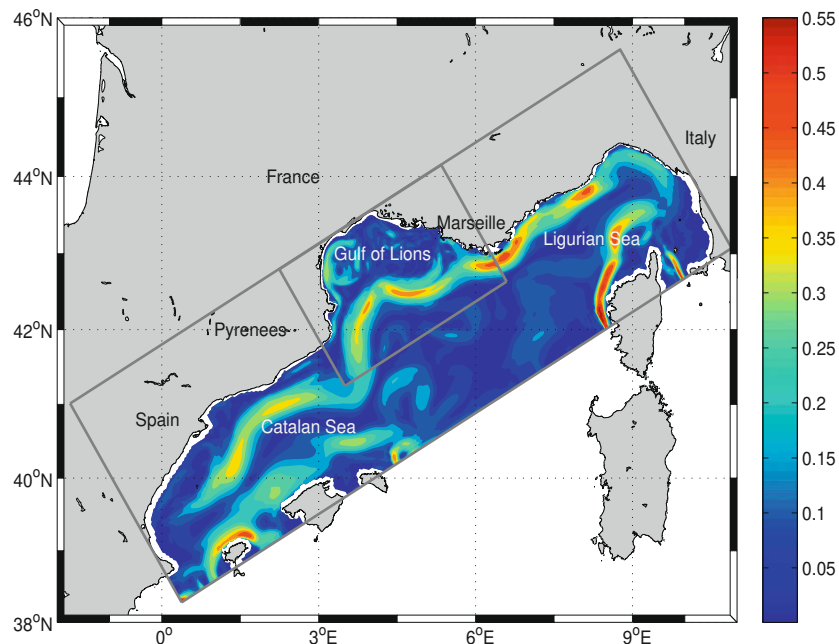 46°N
44°N
42°N
40°N
38°N
0°
3°E
6°E
9°E
France
Italy
Marseille
Gulf of Lions
Ligurian Sea
Pyrenees
Spain
Catalan Sea
0.55
0.5
0.45
0.4
0.35
0.3
0.25
0.2
0.15
0.1
0.05